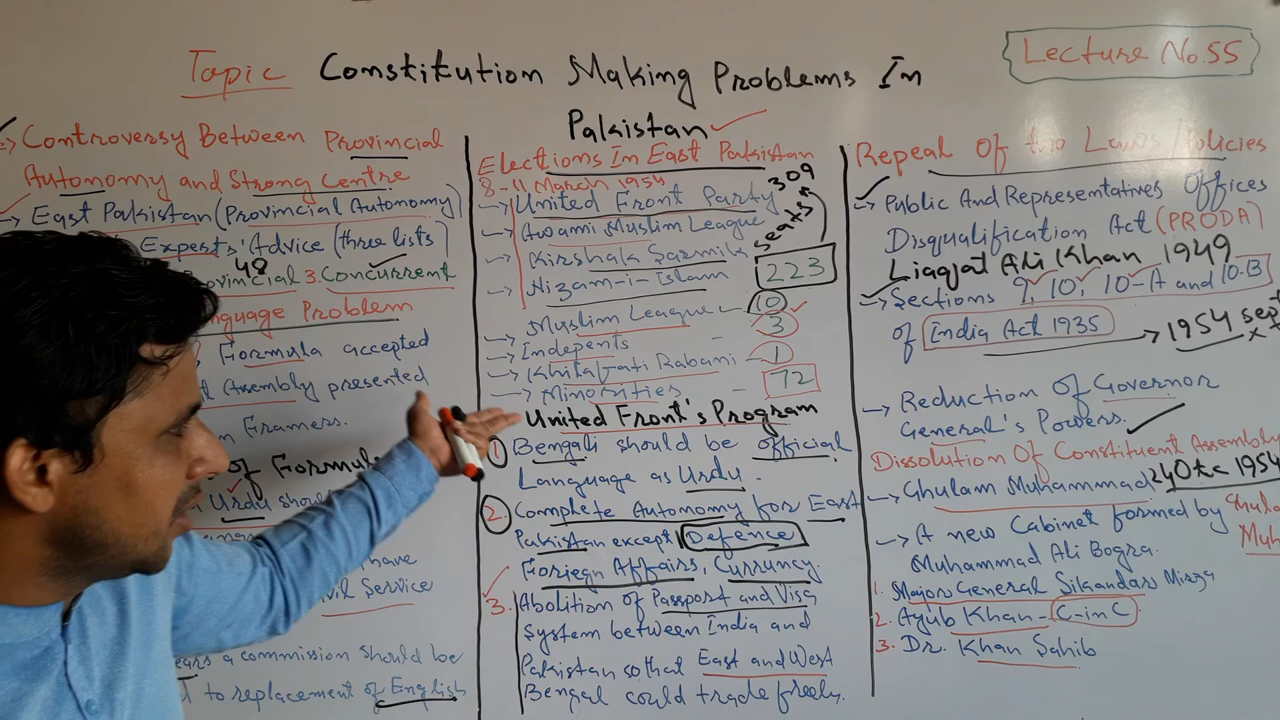 Topic Constitution Making Problems In
Pakistan
Lecture No.55
Controversy Between Provincial
Autonomy and Strong Centre
East Pakistan (Provincial Autonomy)
Experts' Advice (three lists)
48
3. Concurrent
Problem
Formula accepted
Assembly presented
Framers.
of Formula
Urdu
have
Service
a commission should be
to replacement of English
Elections In East Pakistan
8-11 March 1954
309
United Front Party
seats
Awami Muslim League
Kirshak Sarmik
223
Nizam-i-Islam
Muslim League - 10
Indepents - 3
Khilafati Rabani - 1
Minorities - 72
United Front's Program
1 Bengali should be official
Language as Urdu.
2. Complete Autonomy for East
Pakistan except Defence
Foriegn Affairs, Curruncy.
3. Abolition of Passport and Visa
System between India and
Pakistan so that East and West
Bengal could trade freely.
Repeal Of two Laws/Policies
Public And Representatives Offices
Disqualification Act (PRODA)
Liaqat Ali Khan 1949
Sections 9, 10, 10-A and 10-B
of India Act 1935 → 1954 sep
Reduction Of Governor
General's Powers.
Dissolution Of Constituent Assembly
Ghulam Muhammad 24 Oct 1954
A new Cabinet formed by
Muhammad Ali Bogra.
1. Major General Sikandar Mirza
2. Ayub Khan - C-in C
3. Dr. Khan Sahib